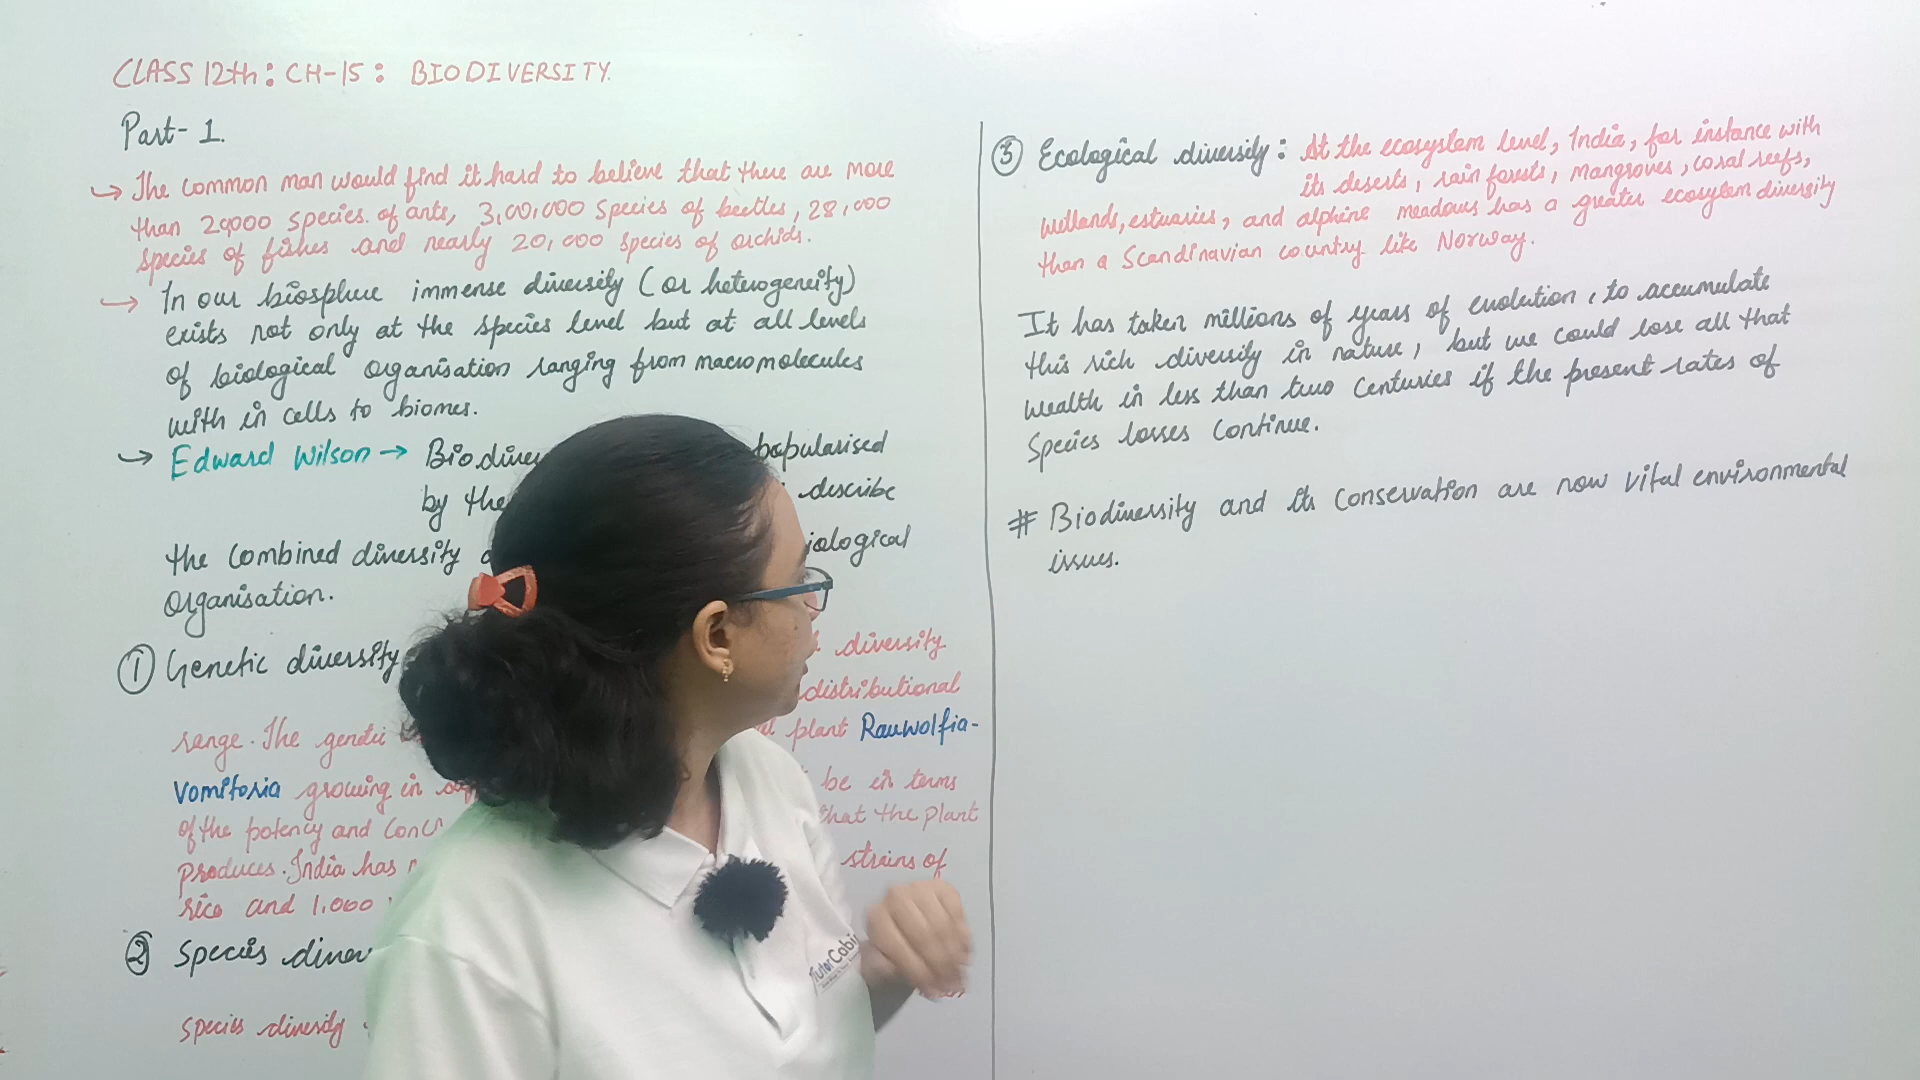 CLASS 12th: CH-15: BIODIVERSITY.
Part-1.
→ The common man would find it hard to believe that there are more
than 20,000 species of ants, 3,00,000 species of beetles, 28,000
species of fishes and nearly 20,000 species of orchids.
→ In our biosphere immense diversity (or heterogeneity)
exists not only at the species level but at all levels
of biological organisation ranging from macromolecules
with in cells to biomes.
→ Edward Wilson → popularised
by the describe
the combined diversity
organisation.
① Genetic diversity
diversity
distributional
range. The genetic plant Rauwolfia-
Vomitoria growing in be in terms
of the potency and that the plant
produces. India has strains of
rice and 1,000
② Species
Species diversity
TutorCabin
③ Ecological diversity: At the ecosystem level, India, for instance with
its deserts, rain forests, mangroves, coral reefs,
wetlands, estuaries, and alphine meadows has a greater ecosystem diversity
than a Scandinavian country like Norway.
It has taken millions of years of evolution, to accumulate
this rich diversity in nature, but we could lose all that
wealth in less than two centuries if the present rates of
species losses continue.
# Biodiversity and its conservation are now vital environmental
issues.